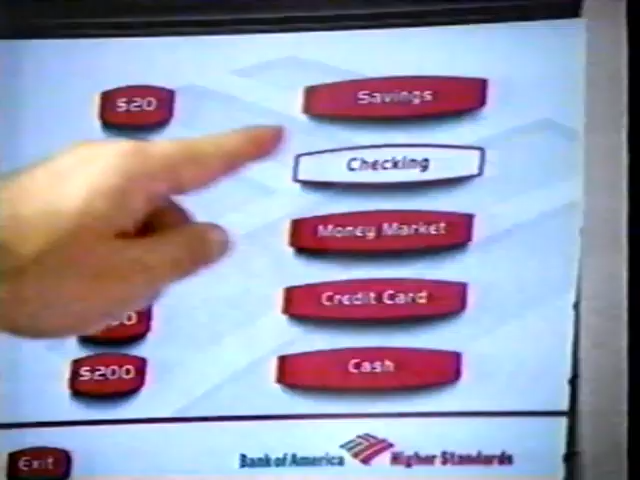 $20
Savings
Checking
Money Market
Credit Card
$200
Cash
Exit
Bank of America Higher Standards